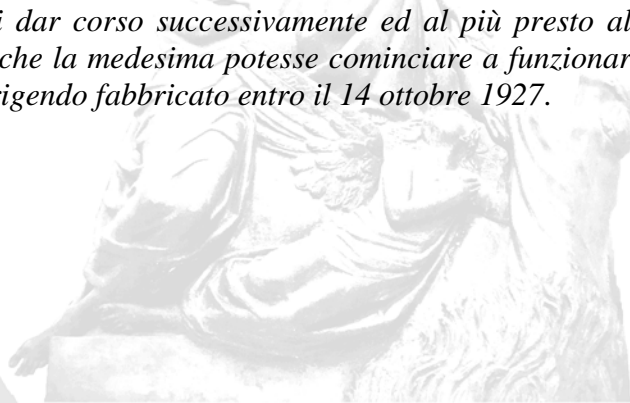 i dar corso successivamente ed al più presto al
che la medesima potesse cominciare a funzionar
rigendo fabbricato entro il 14 ottobre 1927.